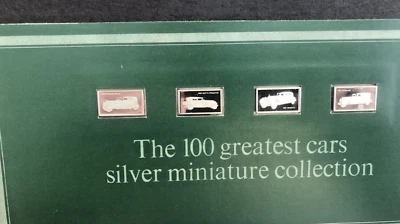 The 100 greatest cars
silver miniature collection